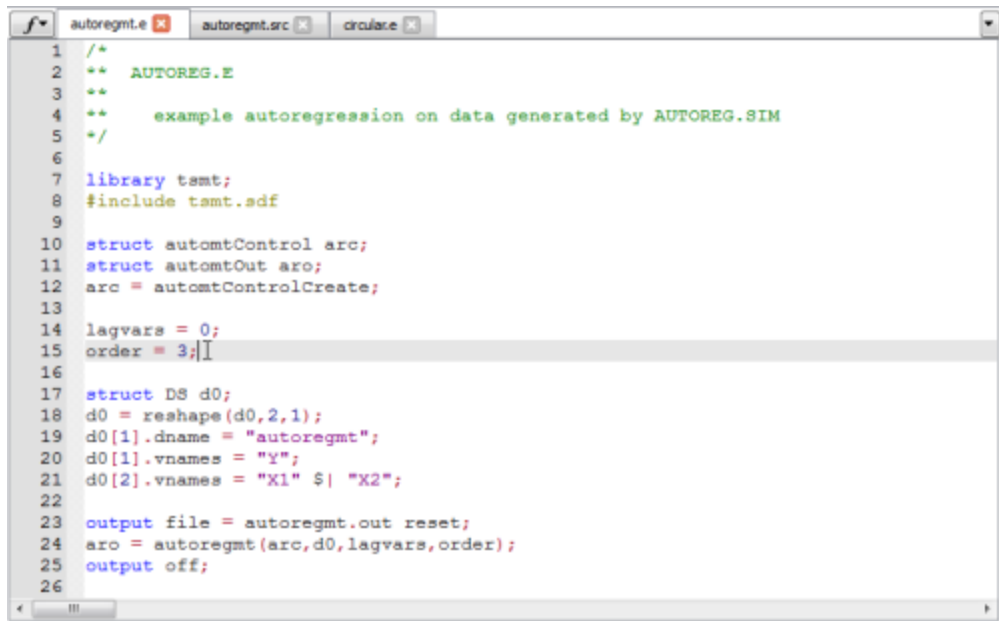 f autoregmt.e autoregmt.src circular.e
1 /*
2 ** AUTOREG.E
3 **
4 ** example autoregression on data generated by AUTOREG.SIM
5 */
6
7 library tsmt;
8 #include tsmt.sdf
9
10 struct automtControl arc;
11 struct automtOut aro;
12 arc = automtControlCreate;
13
14 lagvars = 0;
15 order = 3;
16
17 struct DS d0;
18 d0 = reshape(d0,2,1);
19 d0[1].dname = "autoregmt";
20 d0[1].vnames = "Y";
21 d0[2].vnames = "X1" $| "X2";
22
23 output file = autoregmt.out reset;
24 aro = autoregmt(arc,d0,lagvars,order);
25 output off;
26